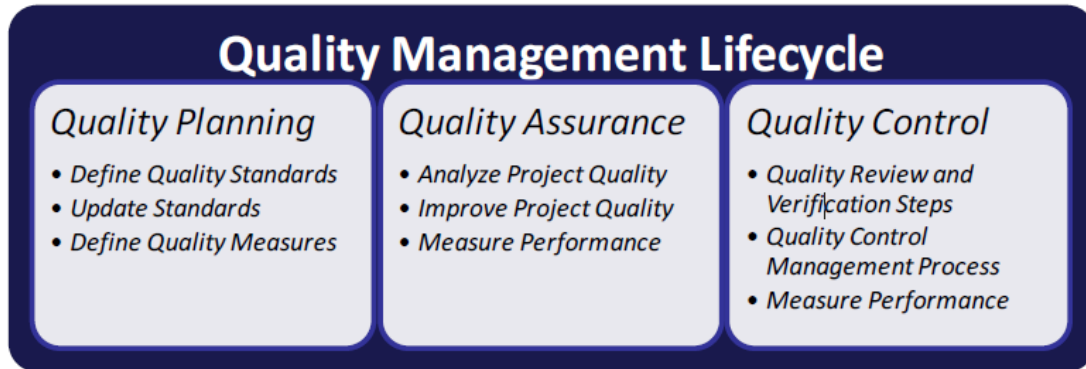 Quality Management Lifecycle
Quality Planning
• Define Quality Standards
• Update Standards
• Define Quality Measures
Quality Assurance
• Analyze Project Quality
• Improve Project Quality
• Measure Performance
Quality Control
• Quality Review and
Verification Steps
• Quality Control
Management Process
• Measure Performance